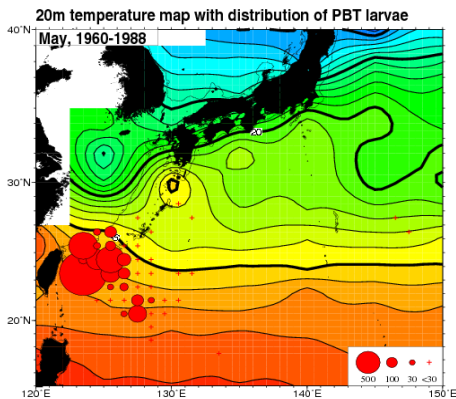 20m temperature map with distribution of PBT larvae
May, 1960-1988
40˚N
20
30˚N
20˚N
500 100 30 <30
120˚E 130˚E 140˚E 150˚E